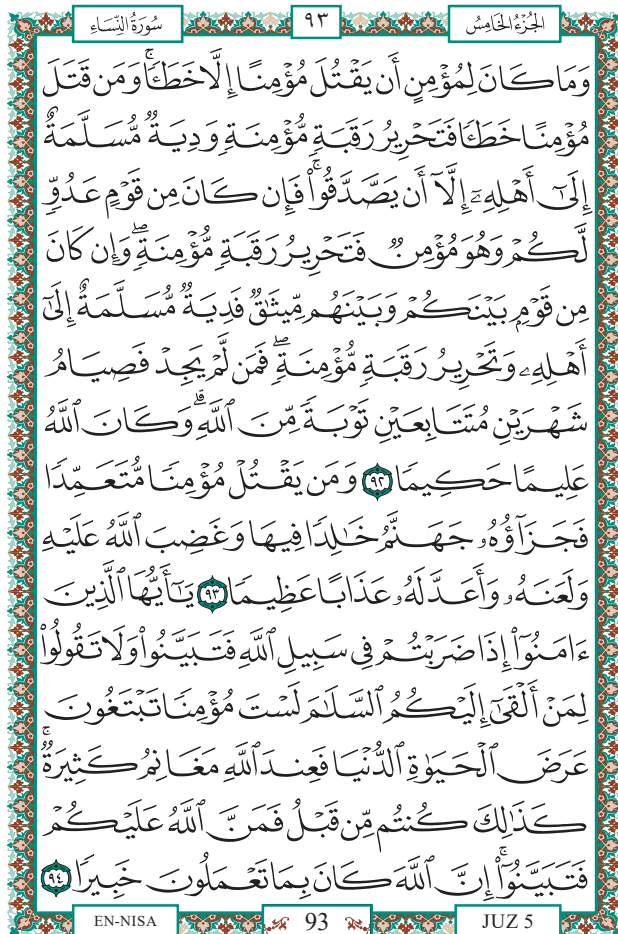 الجُزْءُ الخَامِسُ ٩٣ سُورَةُ النِّسَاءِ
وَمَا كَانَ لِمُؤْمِنٍ أَن يَقْتُلَ مُؤْمِنًا إِلَّا خَطَـًٔاۚ وَمَن قَتَلَ
مُؤْمِنًا خَطَـًٔا فَتَحْرِيرُ رَقَبَةٍ مُّؤْمِنَةٍ وَدِيَةٌ مُّسَلَّمَةٌ
إِلَىٰٓ أَهْلِهِۦٓ إِلَّآ أَن يَصَّدَّقُوا۟ۚ فَإِن كَانَ مِن قَوْمٍ عَدُوٍّ
لَّكُمْ وَهُوَ مُؤْمِنٌ فَتَحْرِيرُ رَقَبَةٍ مُّؤْمِنَةٍۖ وَإِن كَانَ
مِن قَوْمٍۭ بَيْنَكُمْ وَبَيْنَهُم مِّيثَـٰقٌ فَدِيَةٌ مُّسَلَّمَةٌ إِلَىٰٓ
أَهْلِهِۦ وَتَحْرِيرُ رَقَبَةٍ مُّؤْمِنَةٍۖ فَمَن لَّمْ يَجِدْ فَصِيَامُ
شَهْرَيْنِ مُتَتَابِعَيْنِ تَوْبَةً مِّنَ ٱللَّهِۗ وَكَانَ ٱللَّهُ
عَلِيمًا حَكِيمًا ٩٢ وَمَن يَقْتُلْ مُؤْمِنًا مُّتَعَمِّدًا
فَجَزَآؤُهُۥ جَهَنَّمُ خَـٰلِدًا فِيهَا وَغَضِبَ ٱللَّهُ عَلَيْهِ
وَلَعَنَهُۥ وَأَعَدَّ لَهُۥ عَذَابًا عَظِيمًا ٩٣ يَـٰٓأَيُّهَا ٱلَّذِينَ
ءَامَنُوٓا۟ إِذَا ضَرَبْتُمْ فِى سَبِيلِ ٱللَّهِ فَتَبَيَّنُوا۟ وَلَا تَقُولُوا۟
لِمَنْ أَلْقَىٰٓ إِلَيْكُمُ ٱلسَّلَـٰمَ لَسْتَ مُؤْمِنًا تَبْتَغُونَ
عَرَضَ ٱلْحَيَوٰةِ ٱلدُّنْيَا فَعِندَ ٱللَّهِ مَغَانِمُ كَثِيرَةٌۚ
كَذَٰلِكَ كُنتُم مِّن قَبْلُ فَمَنَّ ٱللَّهُ عَلَيْكُمْ
فَتَبَيَّنُوٓا۟ۚ إِنَّ ٱللَّهَ كَانَ بِمَا تَعْمَلُونَ خَبِيرًا ٩٤
EN-NISA 93 JUZ 5